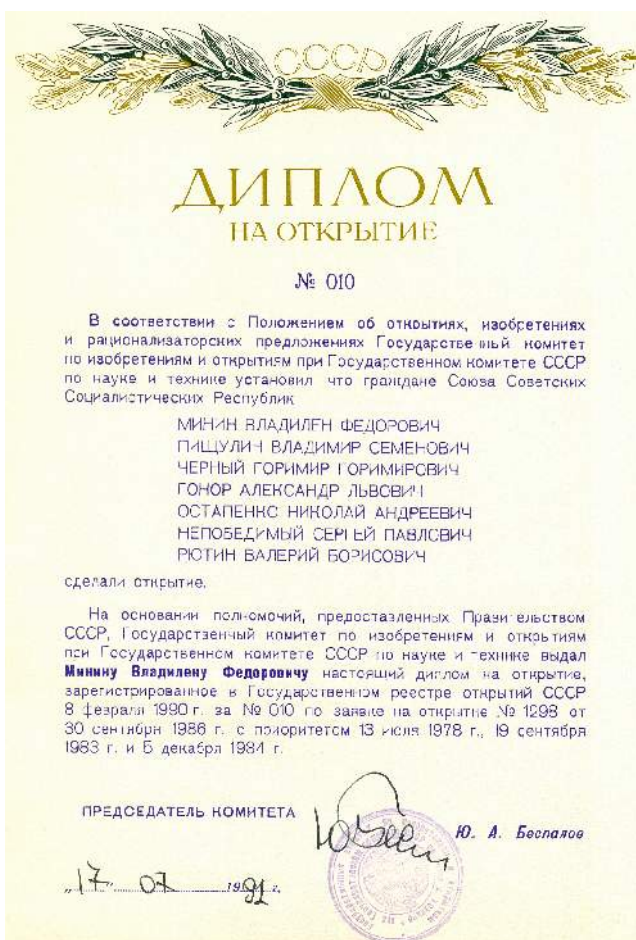 СССР
ДИПЛОМ
НА ОТКРЫТИЕ
№ 010
В соответствии с Положением об открытиях, изобретениях
и рационализаторских предложениях Государственный комитет
по изобретениям и открытиям при Государственном комитете СССР
по науке и технике установил что граждане Союза Советских
Социалистических Республик
МИНИН ВЛАДИЛЕН ФЕДОРОВИЧ
ПИЩУЛИН ВЛАДИМИР СЕМЕНОВИЧ
ЧЕРНЫЙ ГОРИМИР ГОРИМИРОВИЧ
ГОНОР АЛЕКСАНДР ЛЬВОВИЧ
ОСТАПЕНКО НИКОЛАЙ АНДРЕЕВИЧ
НЕПОБЕДИМЫЙ СЕРГЕЙ ПАВЛОВИЧ
РЮТИН ВАЛЕРИЙ БОРИСОВИЧ
сделали открытие.
На основании полномочий, предоставленных Правительством
СССР, Государственный комитет по изобретениям и открытиям
при Государственном комитете СССР по науке и технике выдал
Минину Владилену Федоровичу настоящий диплом на открытие,
зарегистрированное в Государственном реестре открытий СССР
8 февраля 1990 г. за № 010 по заявке на открытие № 1298 от
30 сентября 1986 г. с приоритетом 13 июля 1978 г., 19 сентября
1983 г. и 5 декабря 1984 г.
ПРЕДСЕДАТЕЛЬ КОМИТЕТА
Ю. А. Беспалов
„17" 07 1991 г.